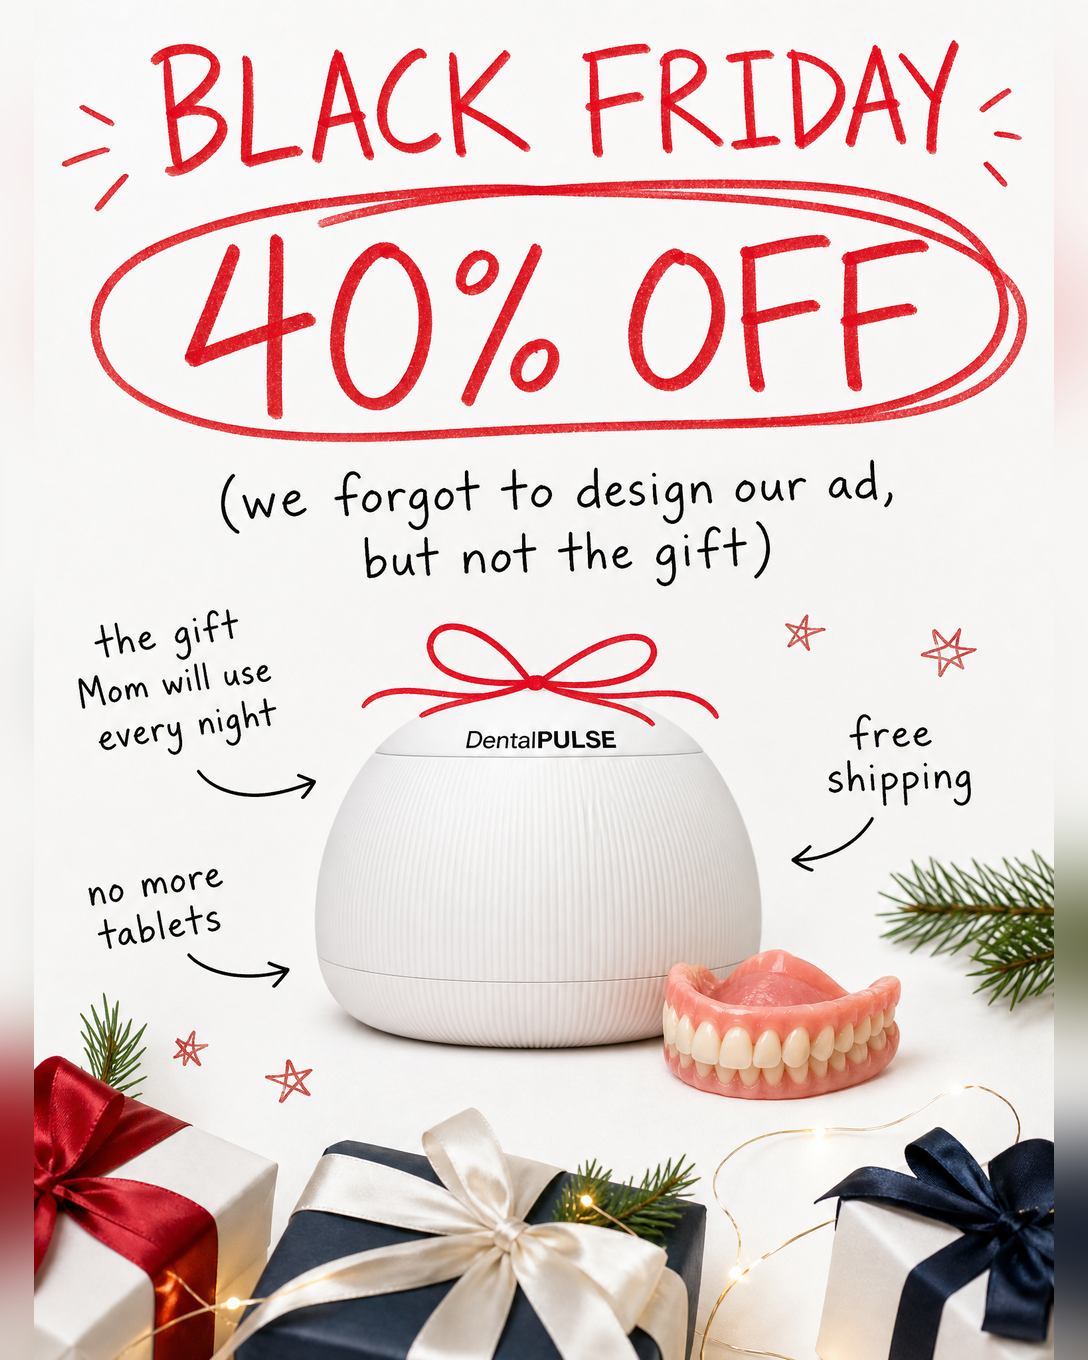 BLACK FRIDAY
40% OFF
(we forgot to design our ad,
but not the gift)
the gift
Mom will use
every night
DentalPULSE
free
shipping
no more
tablets